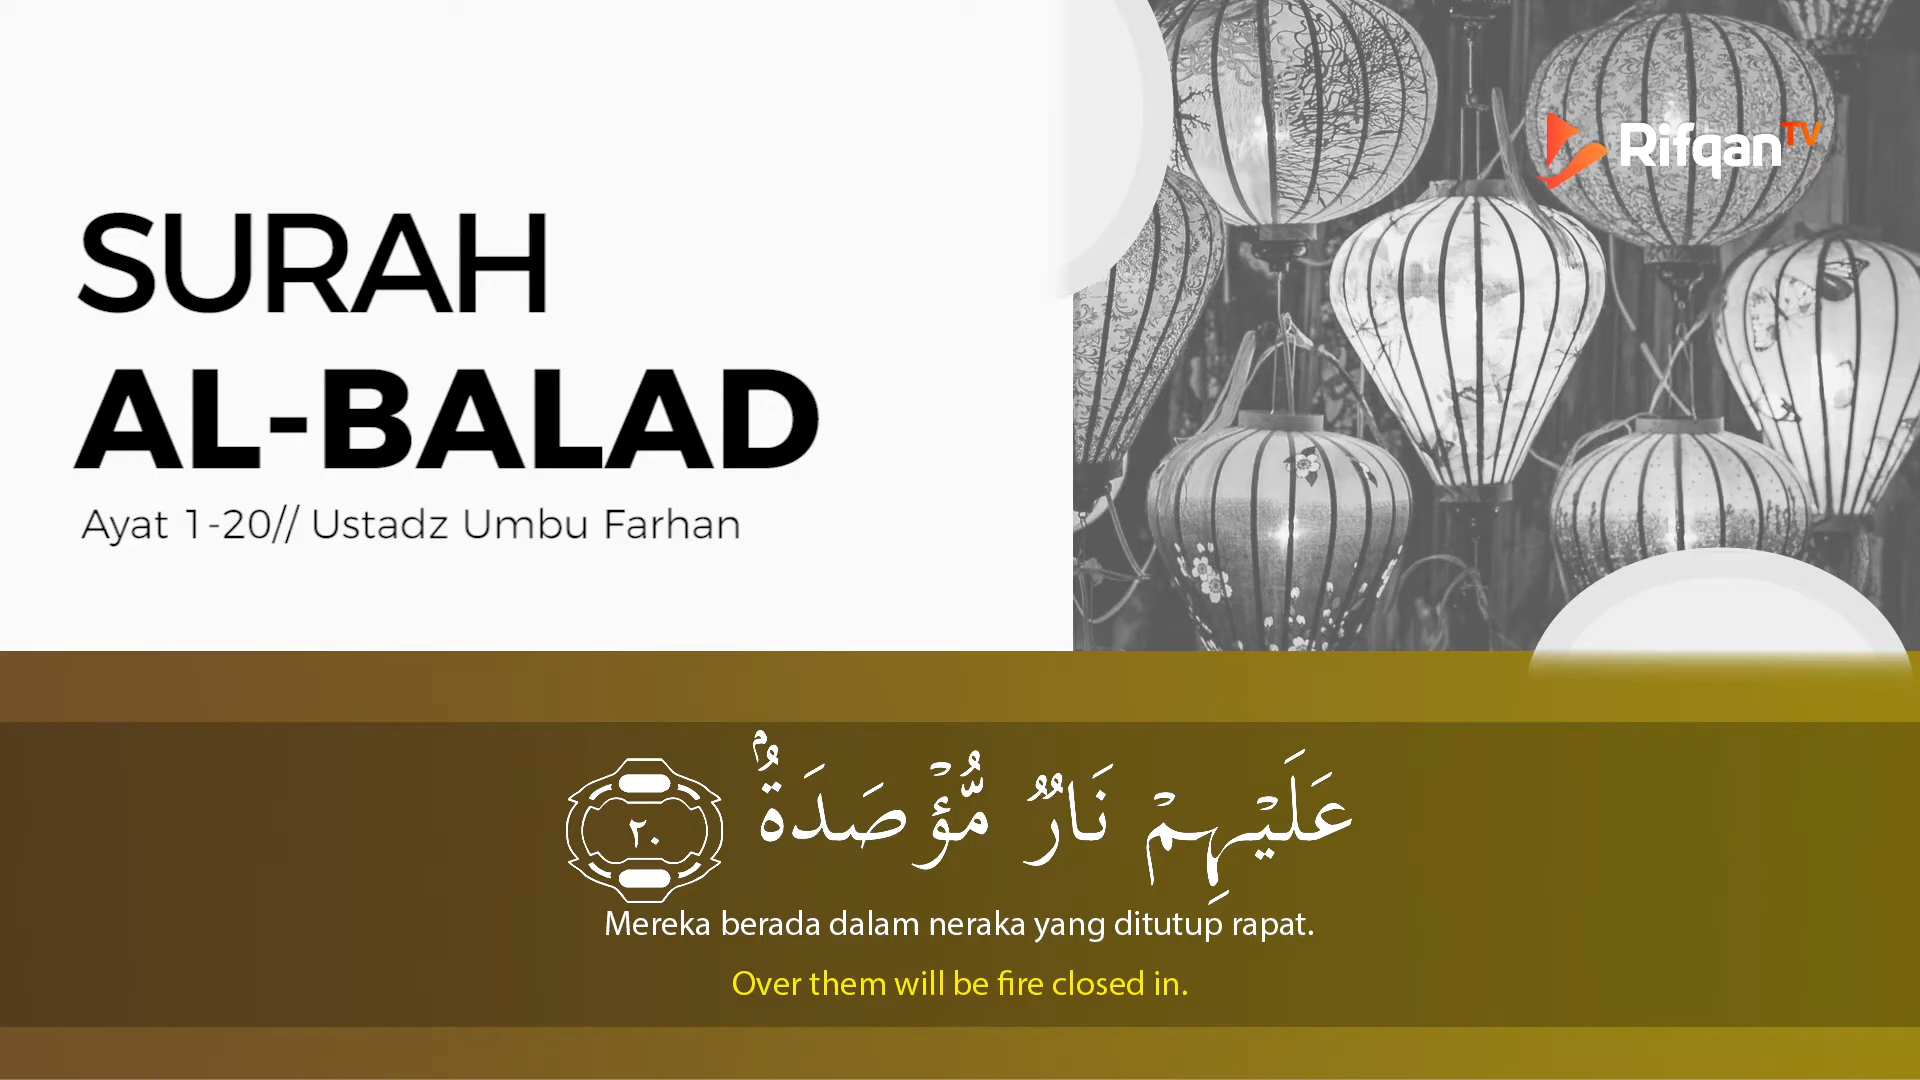 RifqanTV
SURAH
AL-BALAD
Ayat 1-20// Ustadz Umbu Farhan
عَلَيْهِمْ نَارٌ مُّؤْصَدَةٌۢ ٢٠
Mereka berada dalam neraka yang ditutup rapat.
Over them will be fire closed in.